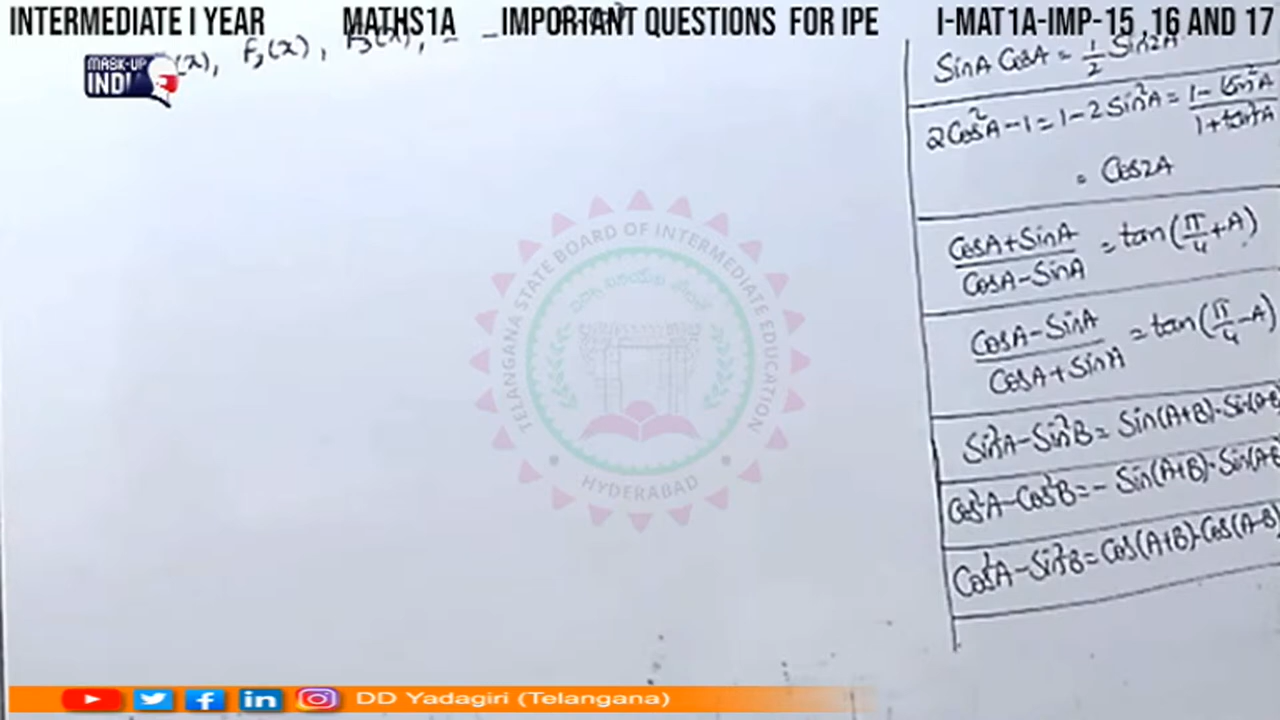 INTERMEDIATE I YEAR MATHS1A IMPORTANT QUESTIONS FOR IPE I-MAT1A-IMP-15 ,16 AND 17
MASK-UP
INDI
(x), f₂(x), f₃(x), – –
SinA CosA = 1/2 Sin2A
2Cos²A-1 = 1-2Sin²A = (1-tan²A)/(1+tan²A)
= Cos2A
(CosA+SinA)/(CosA-SinA) = tan(π/4+A)
(CosA-SinA)/(CosA+SinA) = tan(π/4-A)
Sin²A-Sin²B = Sin(A+B)·Sin(A-B
Cos²A-Cos²B = - Sin(A+B)·Sin(A-B
Cos²A-Sin²B = Cos(A+B)·Cos(A-B)
TELANGANA STATE BOARD OF INTERMEDIATE EDUCATION
HYDERABAD
DD Yadagiri (Telangana)